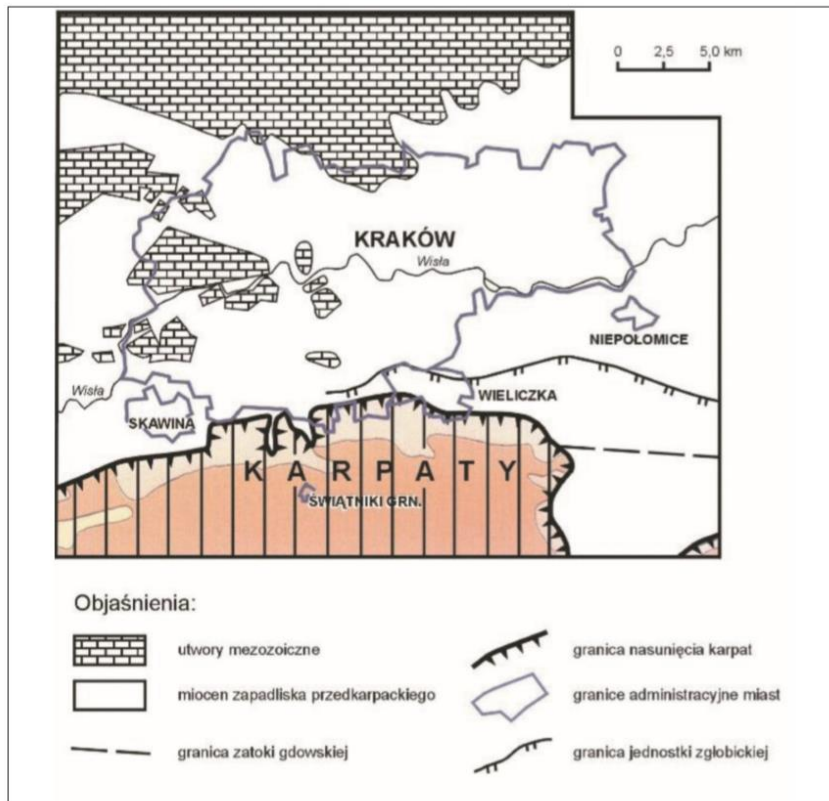 0 2,5 5,0 km
KRAKÓW
Wisła
NIEPOŁOMICE
Wisła
WIELICZKA
SKAWINA
KARPATY
ŚWIĄTNIKI GRN.
Objaśnienia:
utwory mezozoiczne
granica nasunięcia karpat
miocen zapadliska przedkarpackiego
granice administracyjne miast
granica zatoki gdowskiej
granica jednostki zgłobickiej